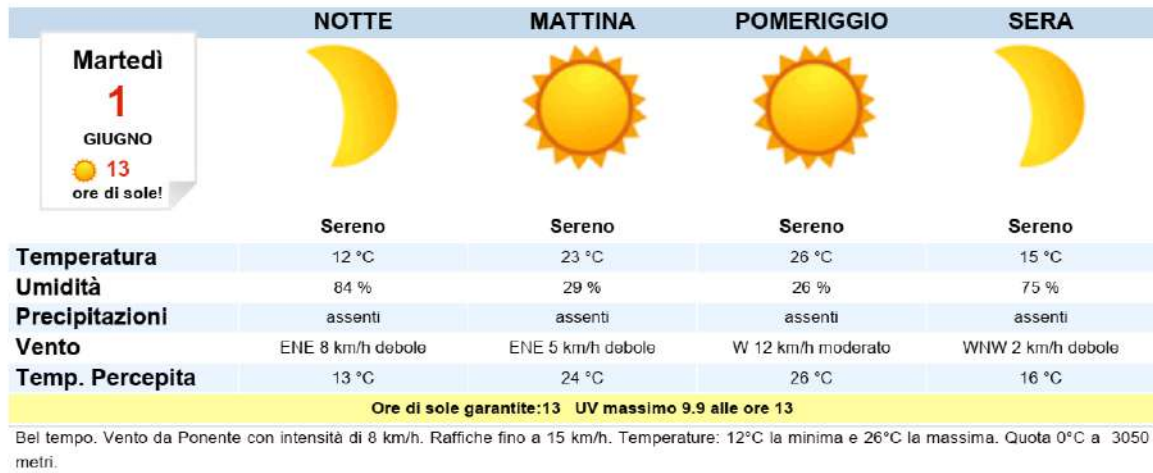 NOTTE MATTINA POMERIGGIO SERA
Martedì
1
GIUGNO
13
ore di sole!
Sereno Sereno Sereno Sereno
Temperatura 12 °C 23 °C 26 °C 15 °C
Umidità 84 % 29 % 26 % 75 %
Precipitazioni assenti assenti assenti assenti
Vento ENE 8 km/h debole ENE 5 km/h debole W 12 km/h moderato WNW 2 km/h debole
Temp. Percepita 13 °C 24 °C 26 °C 16 °C
Ore di sole garantite:13 UV massimo 9.9 alle ore 13
Bel tempo. Vento da Ponente con intensità di 8 km/h. Raffiche fino a 15 km/h. Temperature: 12°C la minima e 26°C la massima. Quota 0°C a 3050
metri.